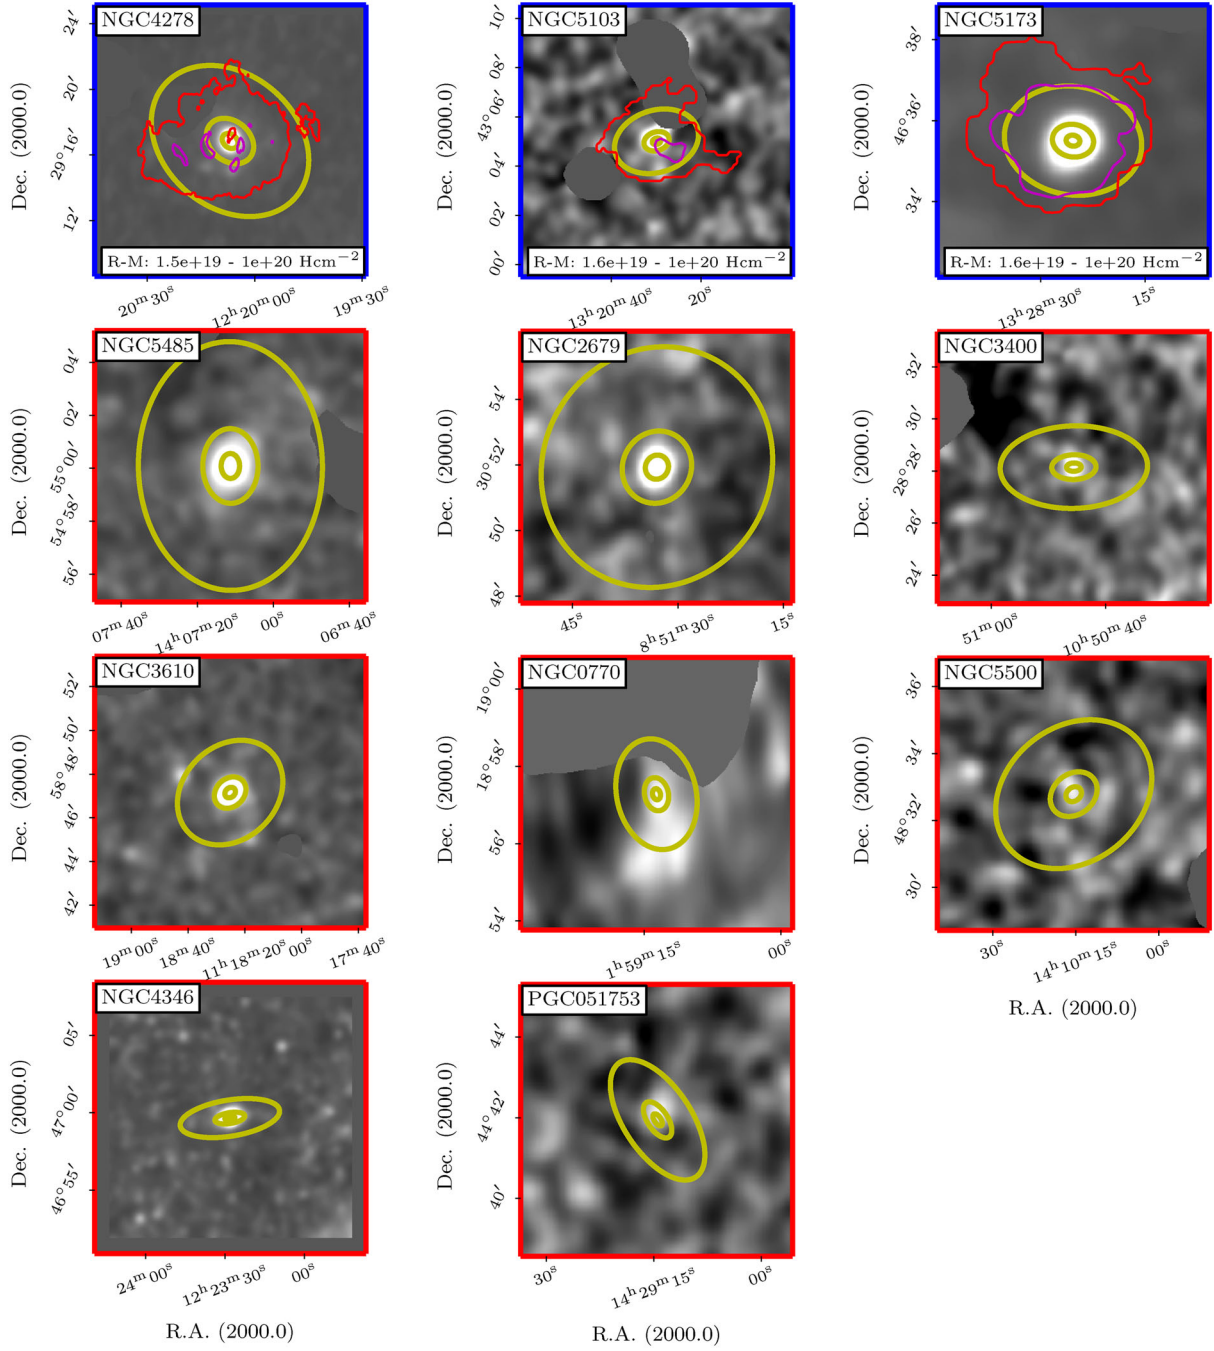 NGC4278
24′
20′
29°16′
12′
Dec. (2000.0)
R-M: 1.5e+19 - 1e+20 Hcm⁻²
20ᵐ30ˢ
12ʰ20ᵐ00ˢ
19ᵐ30ˢ
NGC5103
10′
08′
43°06′
04′
02′
00′
Dec. (2000.0)
R-M: 1.6e+19 - 1e+20 Hcm⁻²
13ʰ20ᵐ40ˢ
20ˢ
NGC5173
38′
46°36′
34′
Dec. (2000.0)
R-M: 1.6e+19 - 1e+20 Hcm⁻²
13ʰ28ᵐ30ˢ
15ˢ
NGC5485
04′
02′
55°00′
54°58′
56′
Dec. (2000.0)
07ᵐ40ˢ
14ʰ07ᵐ20ˢ
00ˢ
06ᵐ40ˢ
NGC2679
54′
30°52′
50′
48′
Dec. (2000.0)
45ˢ
8ʰ51ᵐ30ˢ
15ˢ
NGC3400
32′
30′
28°28′
26′
24′
Dec. (2000.0)
51ᵐ00ˢ
10ʰ50ᵐ40ˢ
NGC3610
52′
50′
58°48′
46′
44′
42′
Dec. (2000.0)
19ᵐ00ˢ
18ᵐ40ˢ
11ʰ18ᵐ20ˢ
00ˢ
17ᵐ40ˢ
NGC0770
19°00′
18°58′
56′
54′
Dec. (2000.0)
1ʰ59ᵐ15ˢ
00ˢ
NGC5500
36′
34′
48°32′
30′
Dec. (2000.0)
30ˢ
14ʰ10ᵐ15ˢ
00ˢ
R.A. (2000.0)
NGC4346
05′
47°00′
46°55′
Dec. (2000.0)
24ᵐ00ˢ
12ʰ23ᵐ30ˢ
00ˢ
R.A. (2000.0)
PGC051753
44′
44°42′
40′
Dec. (2000.0)
30ˢ
14ʰ29ᵐ15ˢ
00ˢ
R.A. (2000.0)